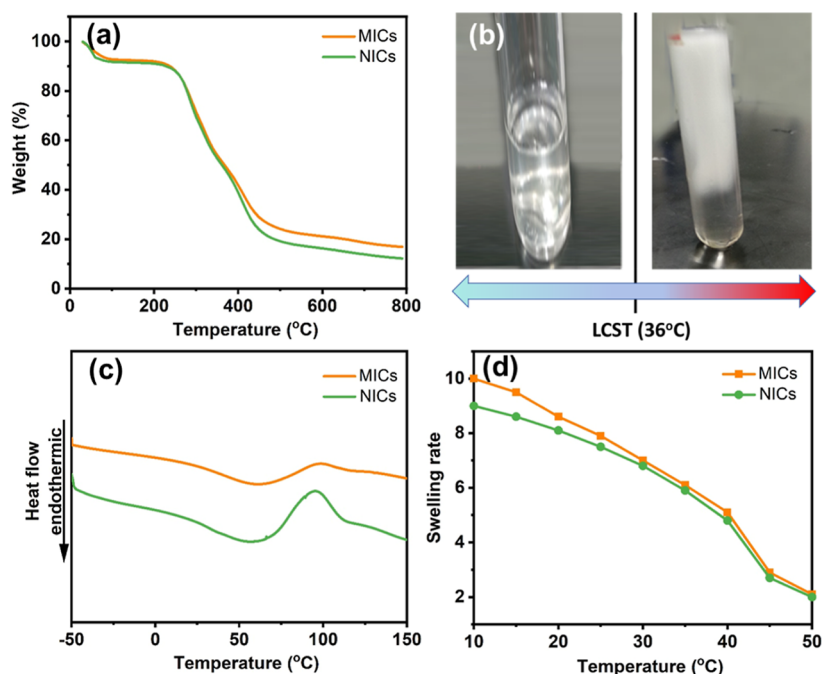 (a)
MICs
NICs
100
80
60
40
20
0
Weight (%)
0 200 400 600 800
Temperature (°C)
(b)
LCST (36°C)
(c)
MICs
NICs
Heat flow
endothermic
-50 0 50 100 150
Temperature (°C)
(d)
MICs
NICs
10
8
6
4
2
Swelling rate
10 20 30 40 50
Temperature (°C)